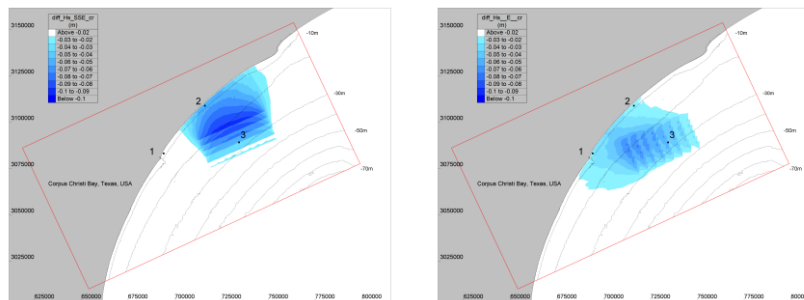 diff_Hs_SSE_cr
(m)
Above -0.02
-0.03 to -0.02
-0.04 to -0.03
-0.05 to -0.04
-0.06 to -0.05
-0.07 to -0.06
-0.08 to -0.07
-0.09 to -0.08
-0.1 to -0.09
Below -0.1
3150000
3125000
3100000
3075000
3050000
3025000
-10m
-30m
-50m
-70m
1
2
3
Corpus Christi Bay, Texas, USA
625000
650000
675000
700000
725000
750000
775000
800000
diff_Hs__E__cr
(m)
Above -0.02
-0.03 to -0.02
-0.04 to -0.03
-0.05 to -0.04
-0.06 to -0.05
-0.07 to -0.06
-0.08 to -0.07
-0.09 to -0.08
-0.1 to -0.09
Below -0.1
3150000
3125000
3100000
3075000
3050000
3025000
-10m
-30m
-50m
-70m
1
2
3
Corpus Christi Bay, Texas, USA
625000
650000
675000
700000
725000
750000
775000
800000